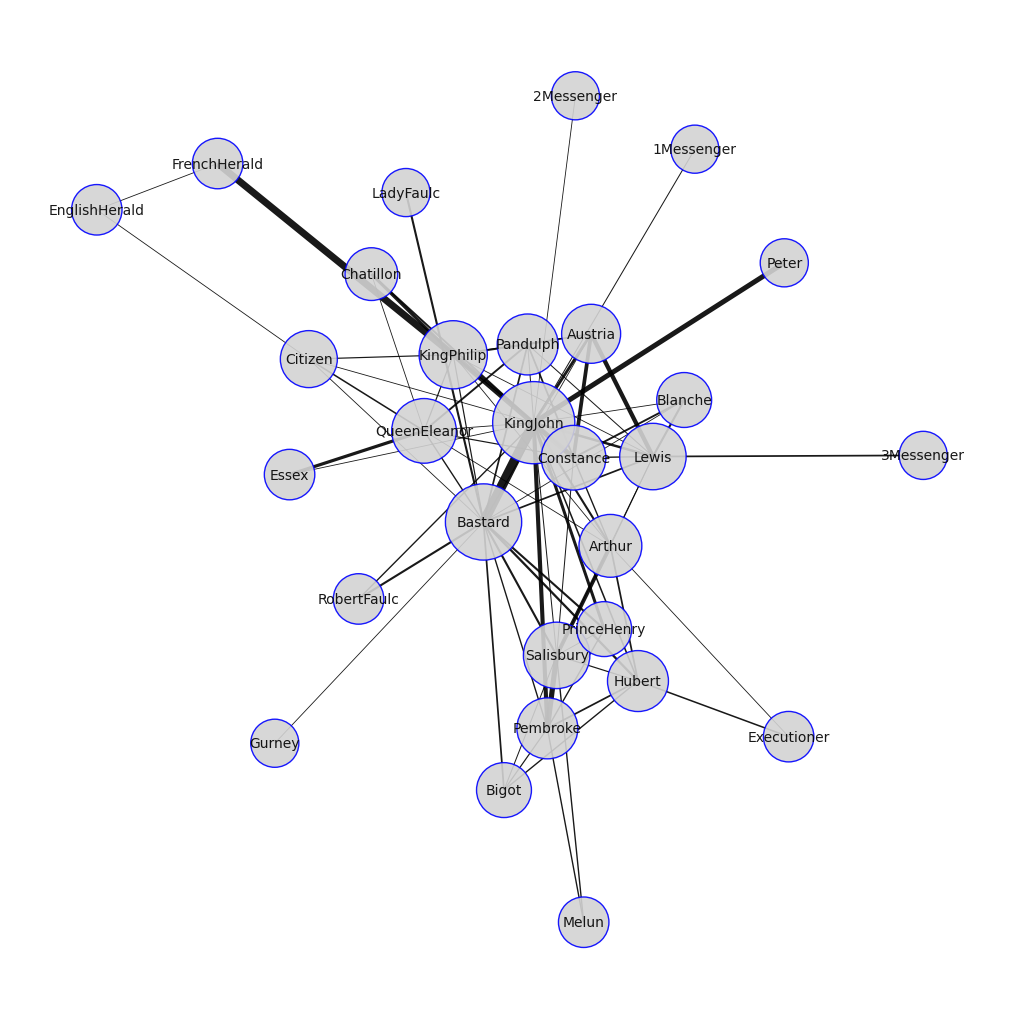 2Messenger
1Messenger
FrenchHerald
LadyFaulc
EnglishHerald
Peter
Chatillon
Austria
Pandulph
KingPhilip
Citizen
Blanche
KingJohn
QueenEleanor
3Messenger
Lewis
Constance
Essex
Bastard
Arthur
RobertFaulc
PrinceHenry
Salisbury
Hubert
Pembroke
Executioner
Gurney
Bigot
Melun